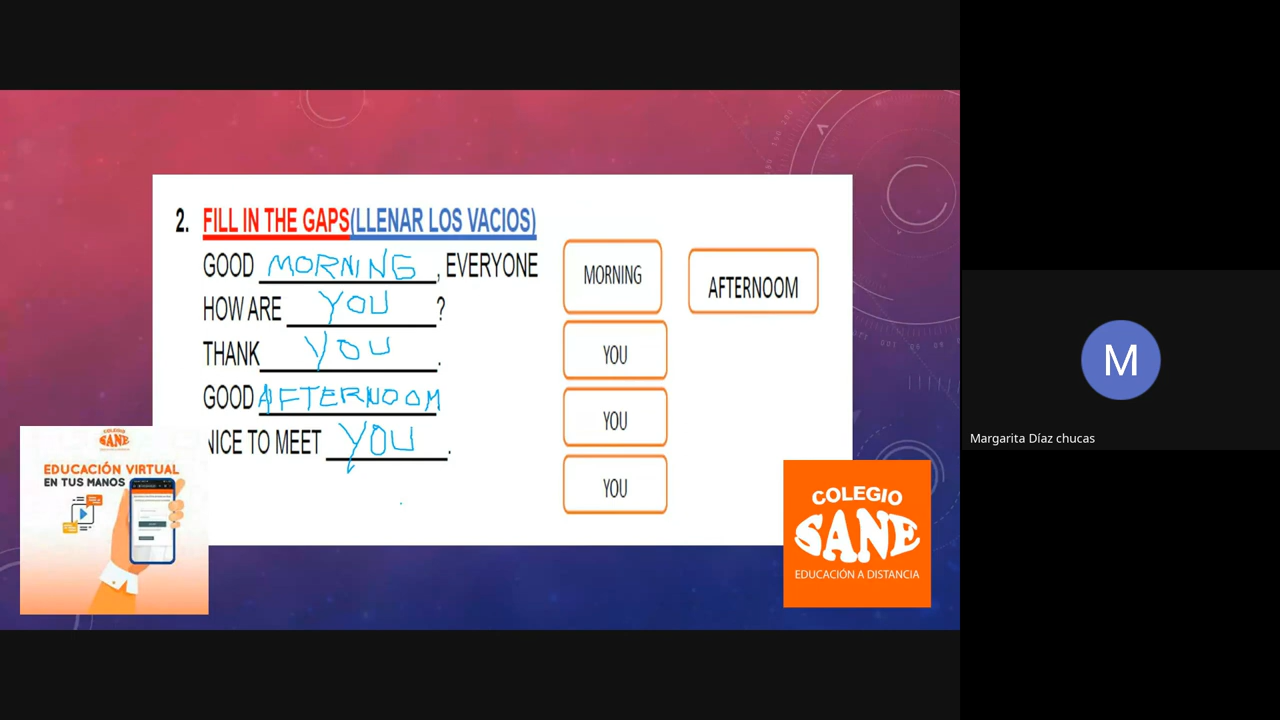 2. FILL IN THE GAPS(LLENAR LOS VACIOS)
GOOD MORNING, EVERYONE
HOW ARE YOU?
THANK YOU.
GOOD AFTERNOOM
NICE TO MEET YOU.
MORNING
AFTERNOOM
YOU
YOU
YOU
COLEGIO
SANE
EDUCACIÓN VIRTUAL
EN TUS MANOS
COLEGIO
SANE
EDUCACIÓN A DISTANCIA
M
Margarita Díaz chucas